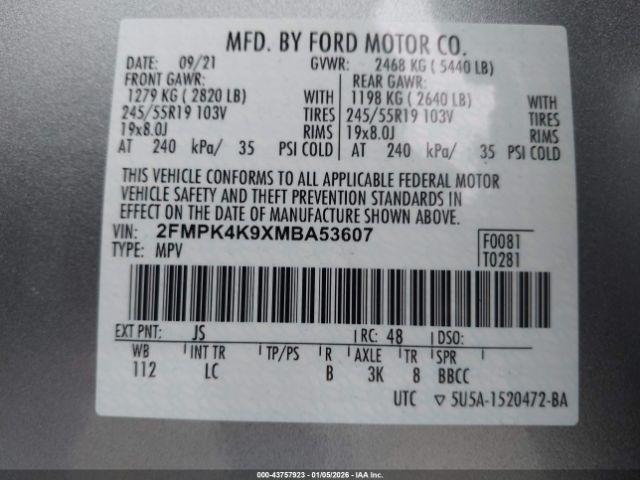 MFD. BY FORD MOTOR CO.
DATE: 09/21 GVWR: 2468 KG ( 5440 LB)
FRONT GAWR: REAR GAWR:
1279 KG ( 2820 LB) WITH 1198 KG ( 2640 LB) WITH
245/55R19 103V TIRES 245/55R19 103V TIRES
19x8.0J RIMS 19x8.0J RIMS
AT 240 kPa/ 35 PSI COLD AT 240 kPa/ 35 PSI COLD
THIS VEHICLE CONFORMS TO ALL APPLICABLE FEDERAL MOTOR
VEHICLE SAFETY AND THEFT PREVENTION STANDARDS IN
EFFECT ON THE DATE OF MANUFACTURE SHOWN ABOVE.
VIN: 2FMPK4K9XMBA53607
TYPE: MPV
F0081
T0281
EXT PNT: JS RC: 48 DSO:
WB INT TR TP/PS R AXLE TR SPR
112 LC B 3K 8 BBCC
UTC ▽ 5U5A-1520472-BA
000-43757923 | 01/05/2026 - IAA Inc.